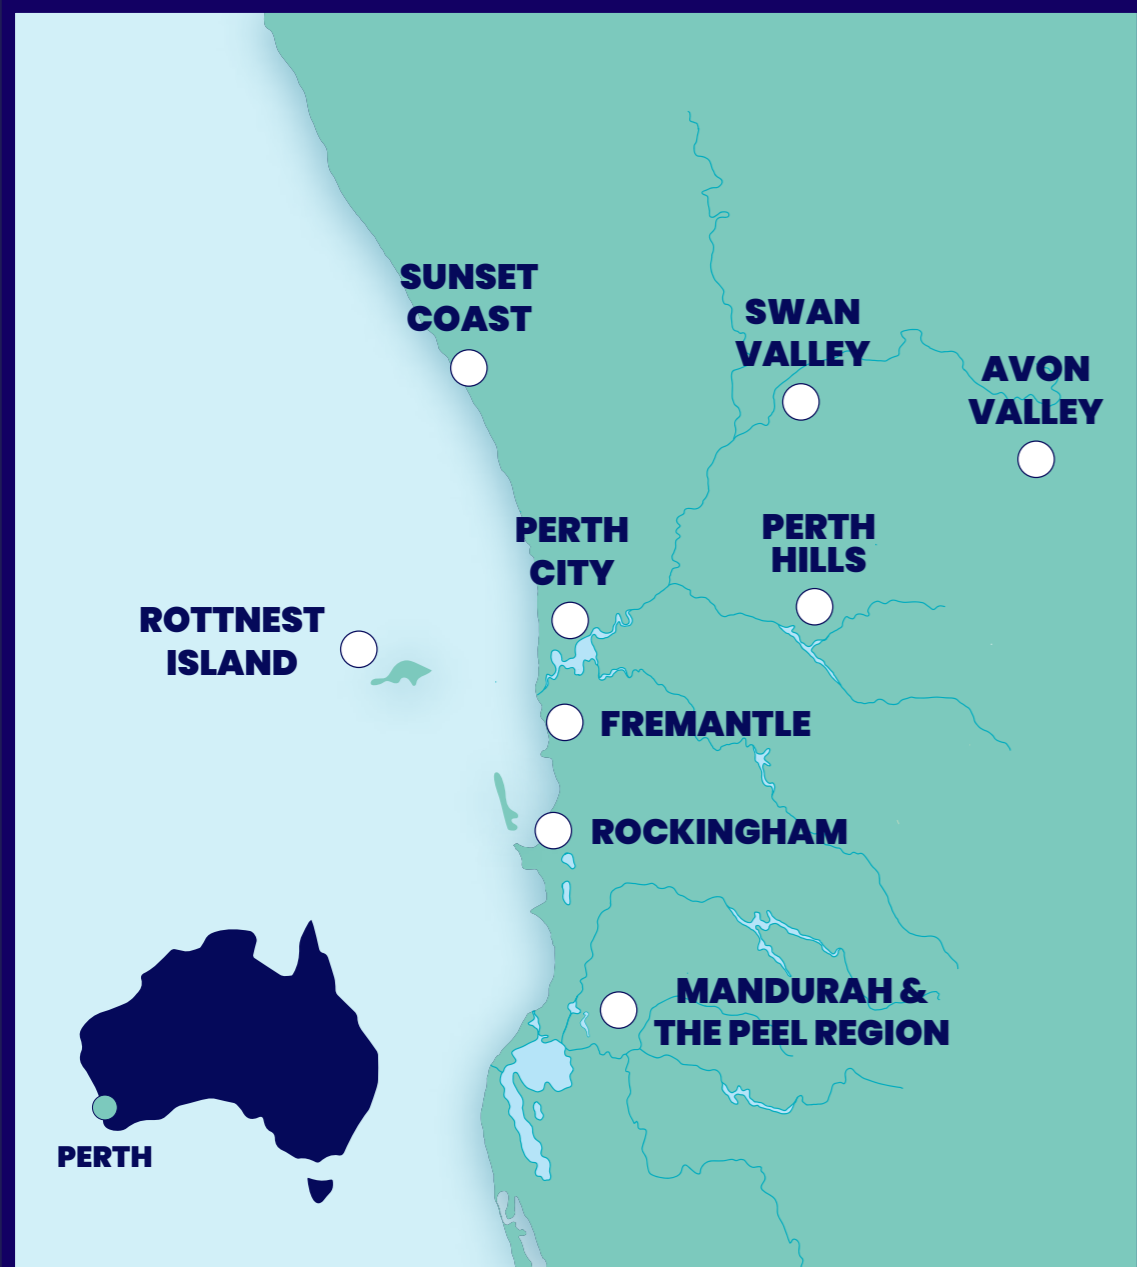 SUNSET
COAST
SWAN
VALLEY
AVON
VALLEY
PERTH
CITY
PERTH
HILLS
ROTTNEST
ISLAND
FREMANTLE
ROCKINGHAM
MANDURAH &
THE PEEL REGION
PERTH